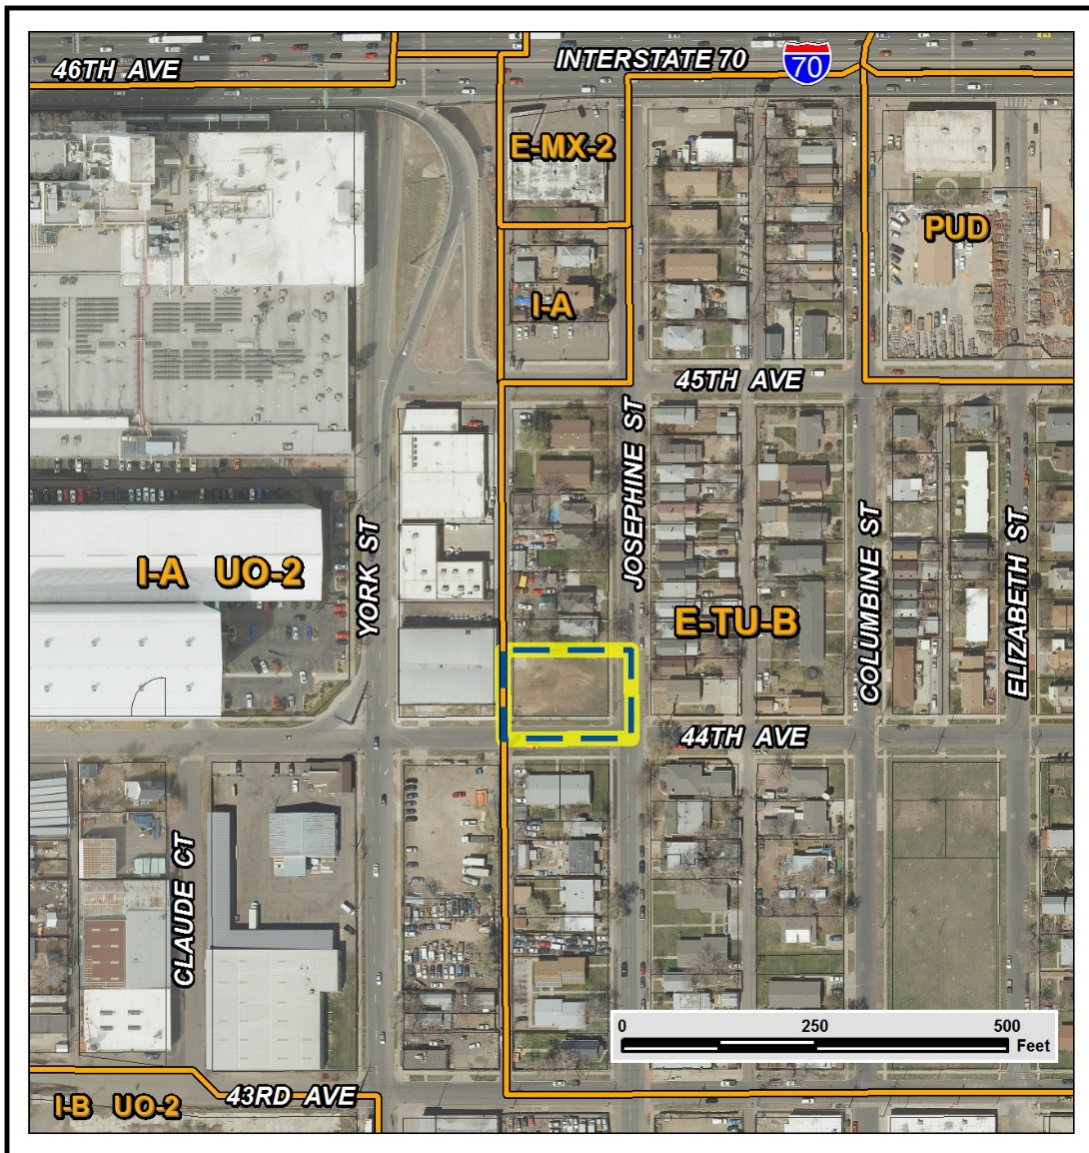 46TH AVE
INTERSTATE 70
70
E-MX-2
PUD
I-A
45TH AVE
JOSEPHINE ST
YORK ST
I-A UO-2
E-TU-B
COLUMBINE ST
ELIZABETH ST
44TH AVE
CLAUDE CT
0 250 500
Feet
43RD AVE
I-B UO-2